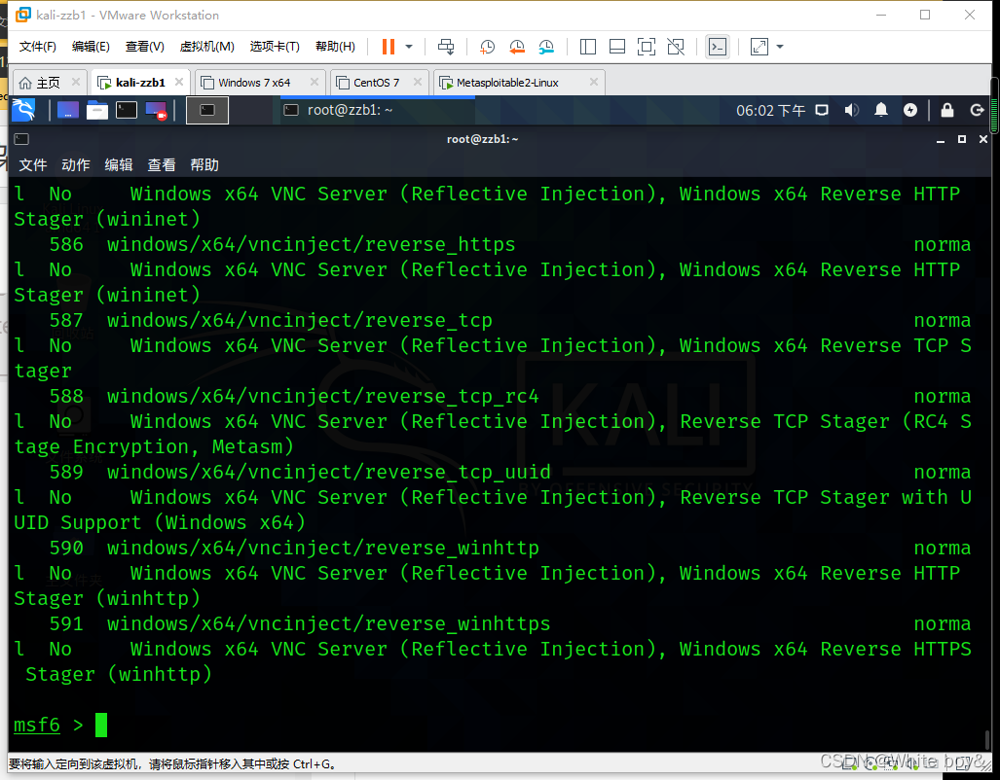 kali-zzb1 - VMware Workstation
文件(F) 编辑(E) 查看(V) 虚拟机(M) 选项卡(T) 帮助(H)
主页 kali-zzb1 Windows 7 x64 CentOS 7 Metasploitable2-Linux
root@zzb1: ~ 06:02 下午
root@zzb1: ~
文件 动作 编辑 查看 帮助
l  No     Windows x64 VNC Server (Reflective Injection), Windows x64 Reverse HTTP
Stager (wininet)
586  windows/x64/vncinject/reverse_https norma
l  No     Windows x64 VNC Server (Reflective Injection), Windows x64 Reverse HTTP
Stager (wininet)
587  windows/x64/vncinject/reverse_tcp norma
l  No     Windows x64 VNC Server (Reflective Injection), Windows x64 Reverse TCP S
tager
588  windows/x64/vncinject/reverse_tcp_rc4 norma
l  No     Windows x64 VNC Server (Reflective Injection), Reverse TCP Stager (RC4 S
tage Encryption, Metasm)
589  windows/x64/vncinject/reverse_tcp_uuid norma
l  No     Windows x64 VNC Server (Reflective Injection), Reverse TCP Stager with U
UID Support (Windows x64)
590  windows/x64/vncinject/reverse_winhttp norma
l  No     Windows x64 VNC Server (Reflective Injection), Windows x64 Reverse HTTP
Stager (winhttp)
591  windows/x64/vncinject/reverse_winhttps norma
l  No     Windows x64 VNC Server (Reflective Injection), Windows x64 Reverse HTTPS
Stager (winhttp)
msf6 >
KALI
BY OFFENSIVE SECURITY
要将输入定向到该虚拟机，请将鼠标指针移入其中或按 Ctrl+G。
CSDN @White boy&